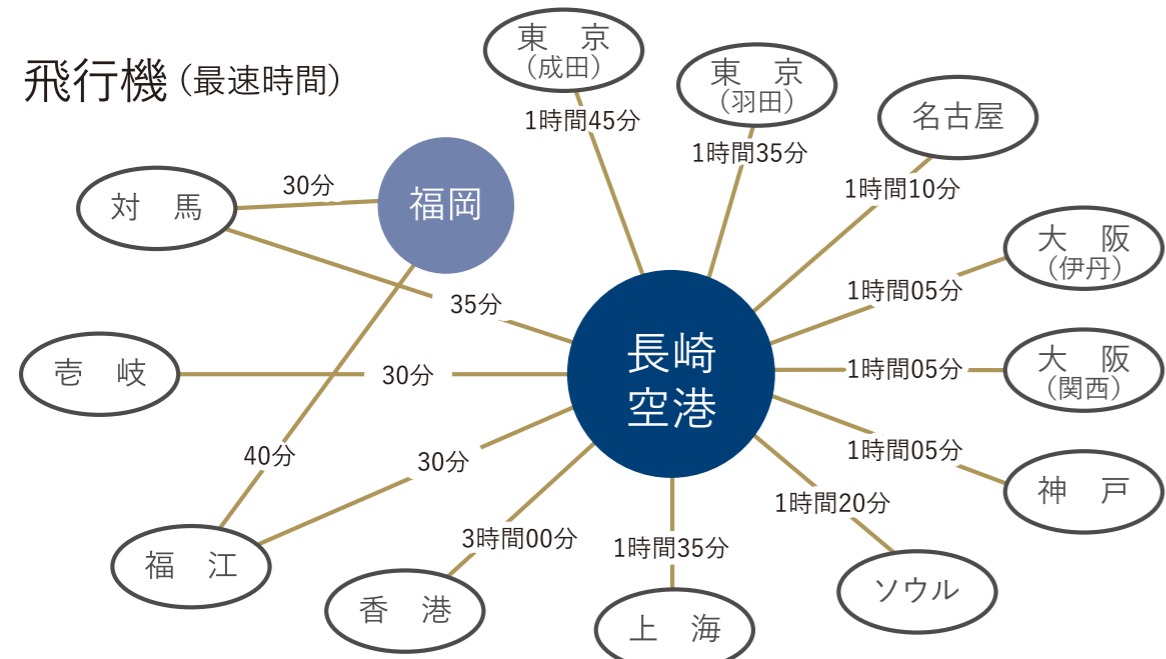 飛行機(最速時間)
東 京
(成田)
東 京
(羽田)
名古屋
1時間45分
1時間35分
1時間10分
30分
対 馬
福岡
大 阪
(伊丹)
1時間05分
35分
長崎
空港
壱 岐
30分
1時間05分
大 阪
(関西)
40分
30分
1時間05分
神 戸
1時間20分
3時間00分
1時間35分
福 江
香 港
上 海
ソウル